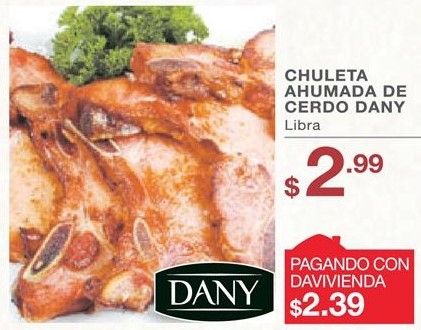 CHULETA
AHUMADA DE
CERDO DANY
Libra
$2.99
DANY
PAGANDO CON
DAVIVIENDA
$2.39